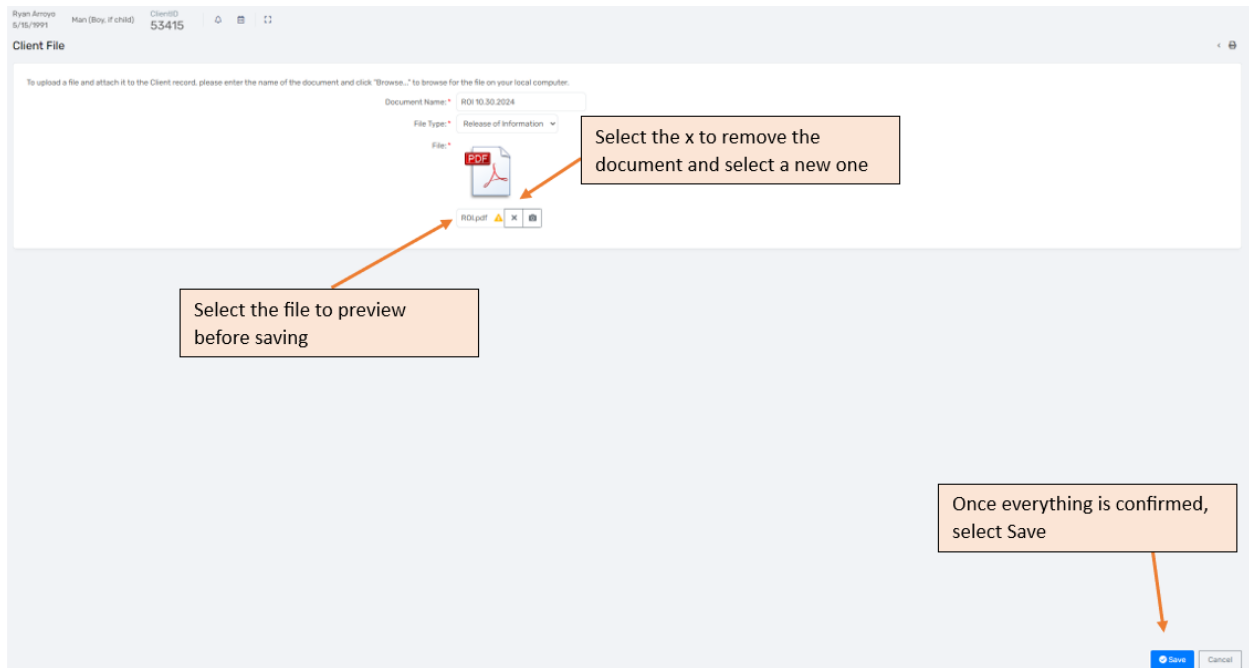 Ryan Arroyo
5/15/1991
Man (Boy, if child)
ClientID
53415
Client File
To upload a file and attach it to the Client record, please enter the name of the document and click "Browse..." to browse for the file on your local computer.
Document Name: * ROI 10.30.2024
File Type: * Release of Information
File: *
PDF
ROI.pdf
Select the x to remove the
document and select a new one
Select the file to preview
before saving
Once everything is confirmed,
select Save
Save Cancel